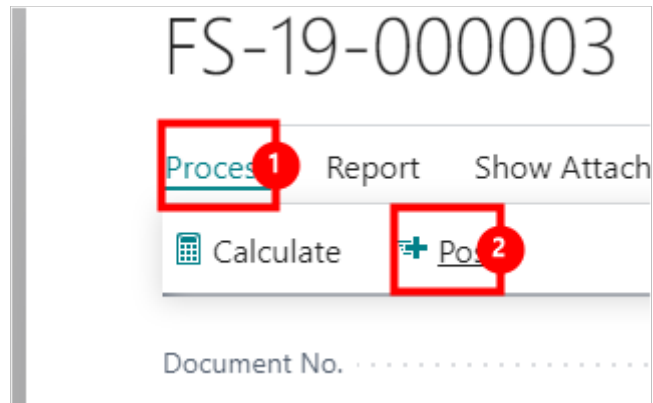 FS-19-000003
Proces 1 Report Show Attach
Calculate Pos 2
Document No.